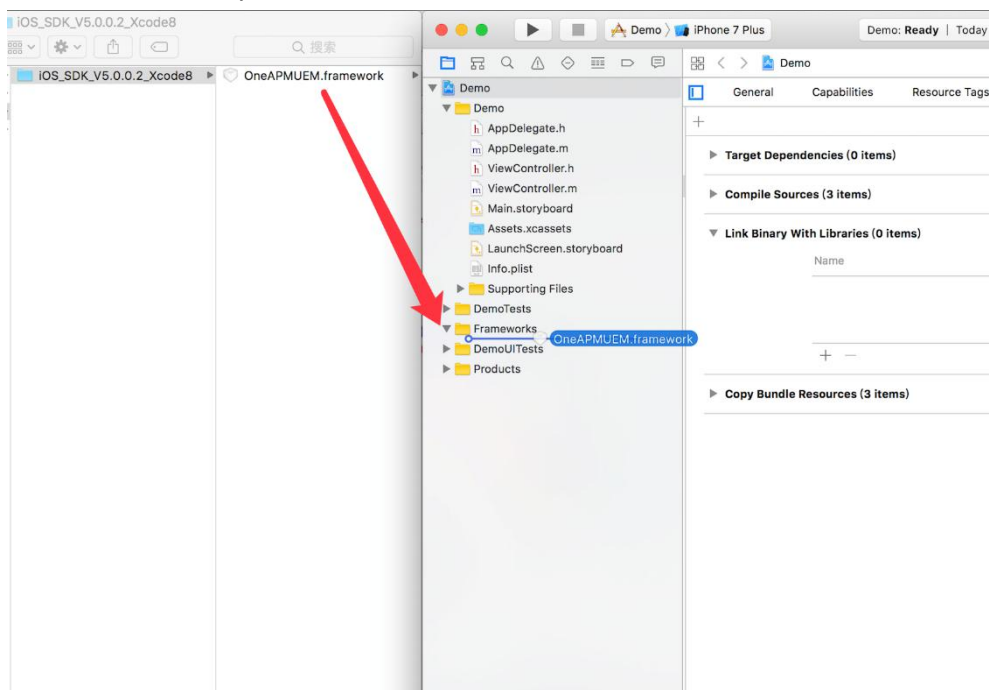 iOS_SDK_V5.0.0.2_Xcode8
搜索
iOS_SDK_V5.0.0.2_Xcode8
OneAPMUEM.framework
Demo
iPhone 7 Plus
Demo: Ready | Today
Demo
General
Capabilities
Resource Tags
Demo
Demo
h AppDelegate.h
m AppDelegate.m
h ViewController.h
m ViewController.m
Main.storyboard
Assets.xcassets
LaunchScreen.storyboard
Info.plist
Supporting Files
DemoTests
Frameworks
OneAPMUEM.framework
DemoUITests
Products
Target Dependencies (0 items)
Compile Sources (3 items)
Link Binary With Libraries (0 items)
Name
Copy Bundle Resources (3 items)